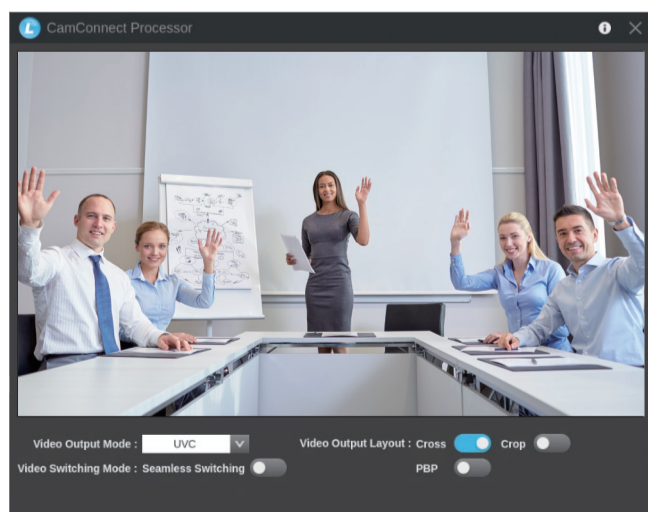 L CamConnect Processor
Video Output Mode : UVC Video Output Layout : Cross Crop
Video Switching Mode : Seamless Switching PBP